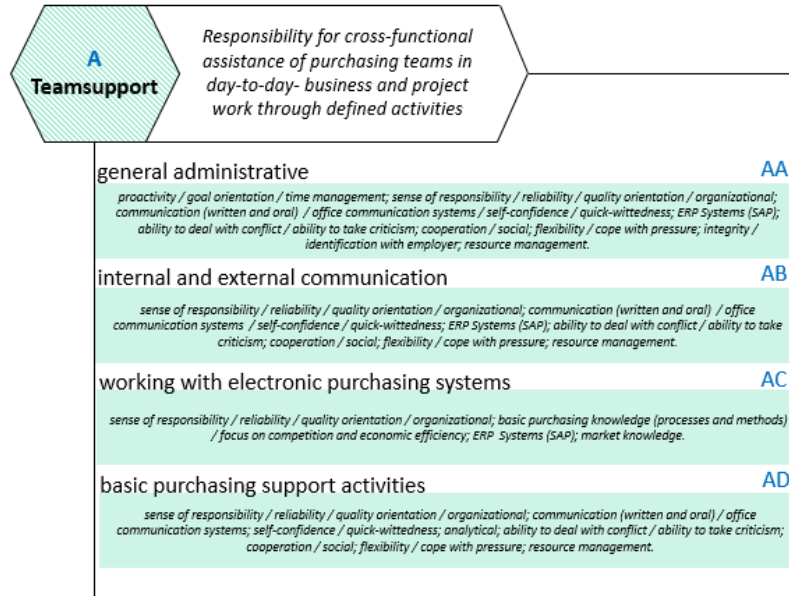 A
Teamsupport
Responsibility for cross-functional
assistance of purchasing teams in
day-to-day- business and project
work through defined activities
general administrative
AA
proactivity / goal orientation / time management; sense of responsibility / reliability / quality orientation / organizational;
communication (written and oral) / office communication systems / self-confidence / quick-wittedness; ERP Systems (SAP);
ability to deal with conflict / ability to take criticism; cooperation / social; flexibility / cope with pressure; integrity /
identification with employer; resource management.
internal and external communication
AB
sense of responsibility / reliability / quality orientation / organizational; communication (written and oral) / office
communication systems / self-confidence / quick-wittedness; ERP Systems (SAP); ability to deal with conflict / ability to take
criticism; cooperation / social; flexibility / cope with pressure; resource management.
working with electronic purchasing systems
AC
sense of responsibility / reliability / quality orientation / organizational; basic purchasing knowledge (processes and methods)
/ focus on competition and economic efficiency; ERP Systems (SAP); market knowledge.
basic purchasing support activities
AD
sense of responsibility / reliability / quality orientation / organizational; communication (written and oral) / office
communication systems; self-confidence / quick-wittedness; analytical; ability to deal with conflict / ability to take criticism;
cooperation / social; flexibility / cope with pressure; resource management.